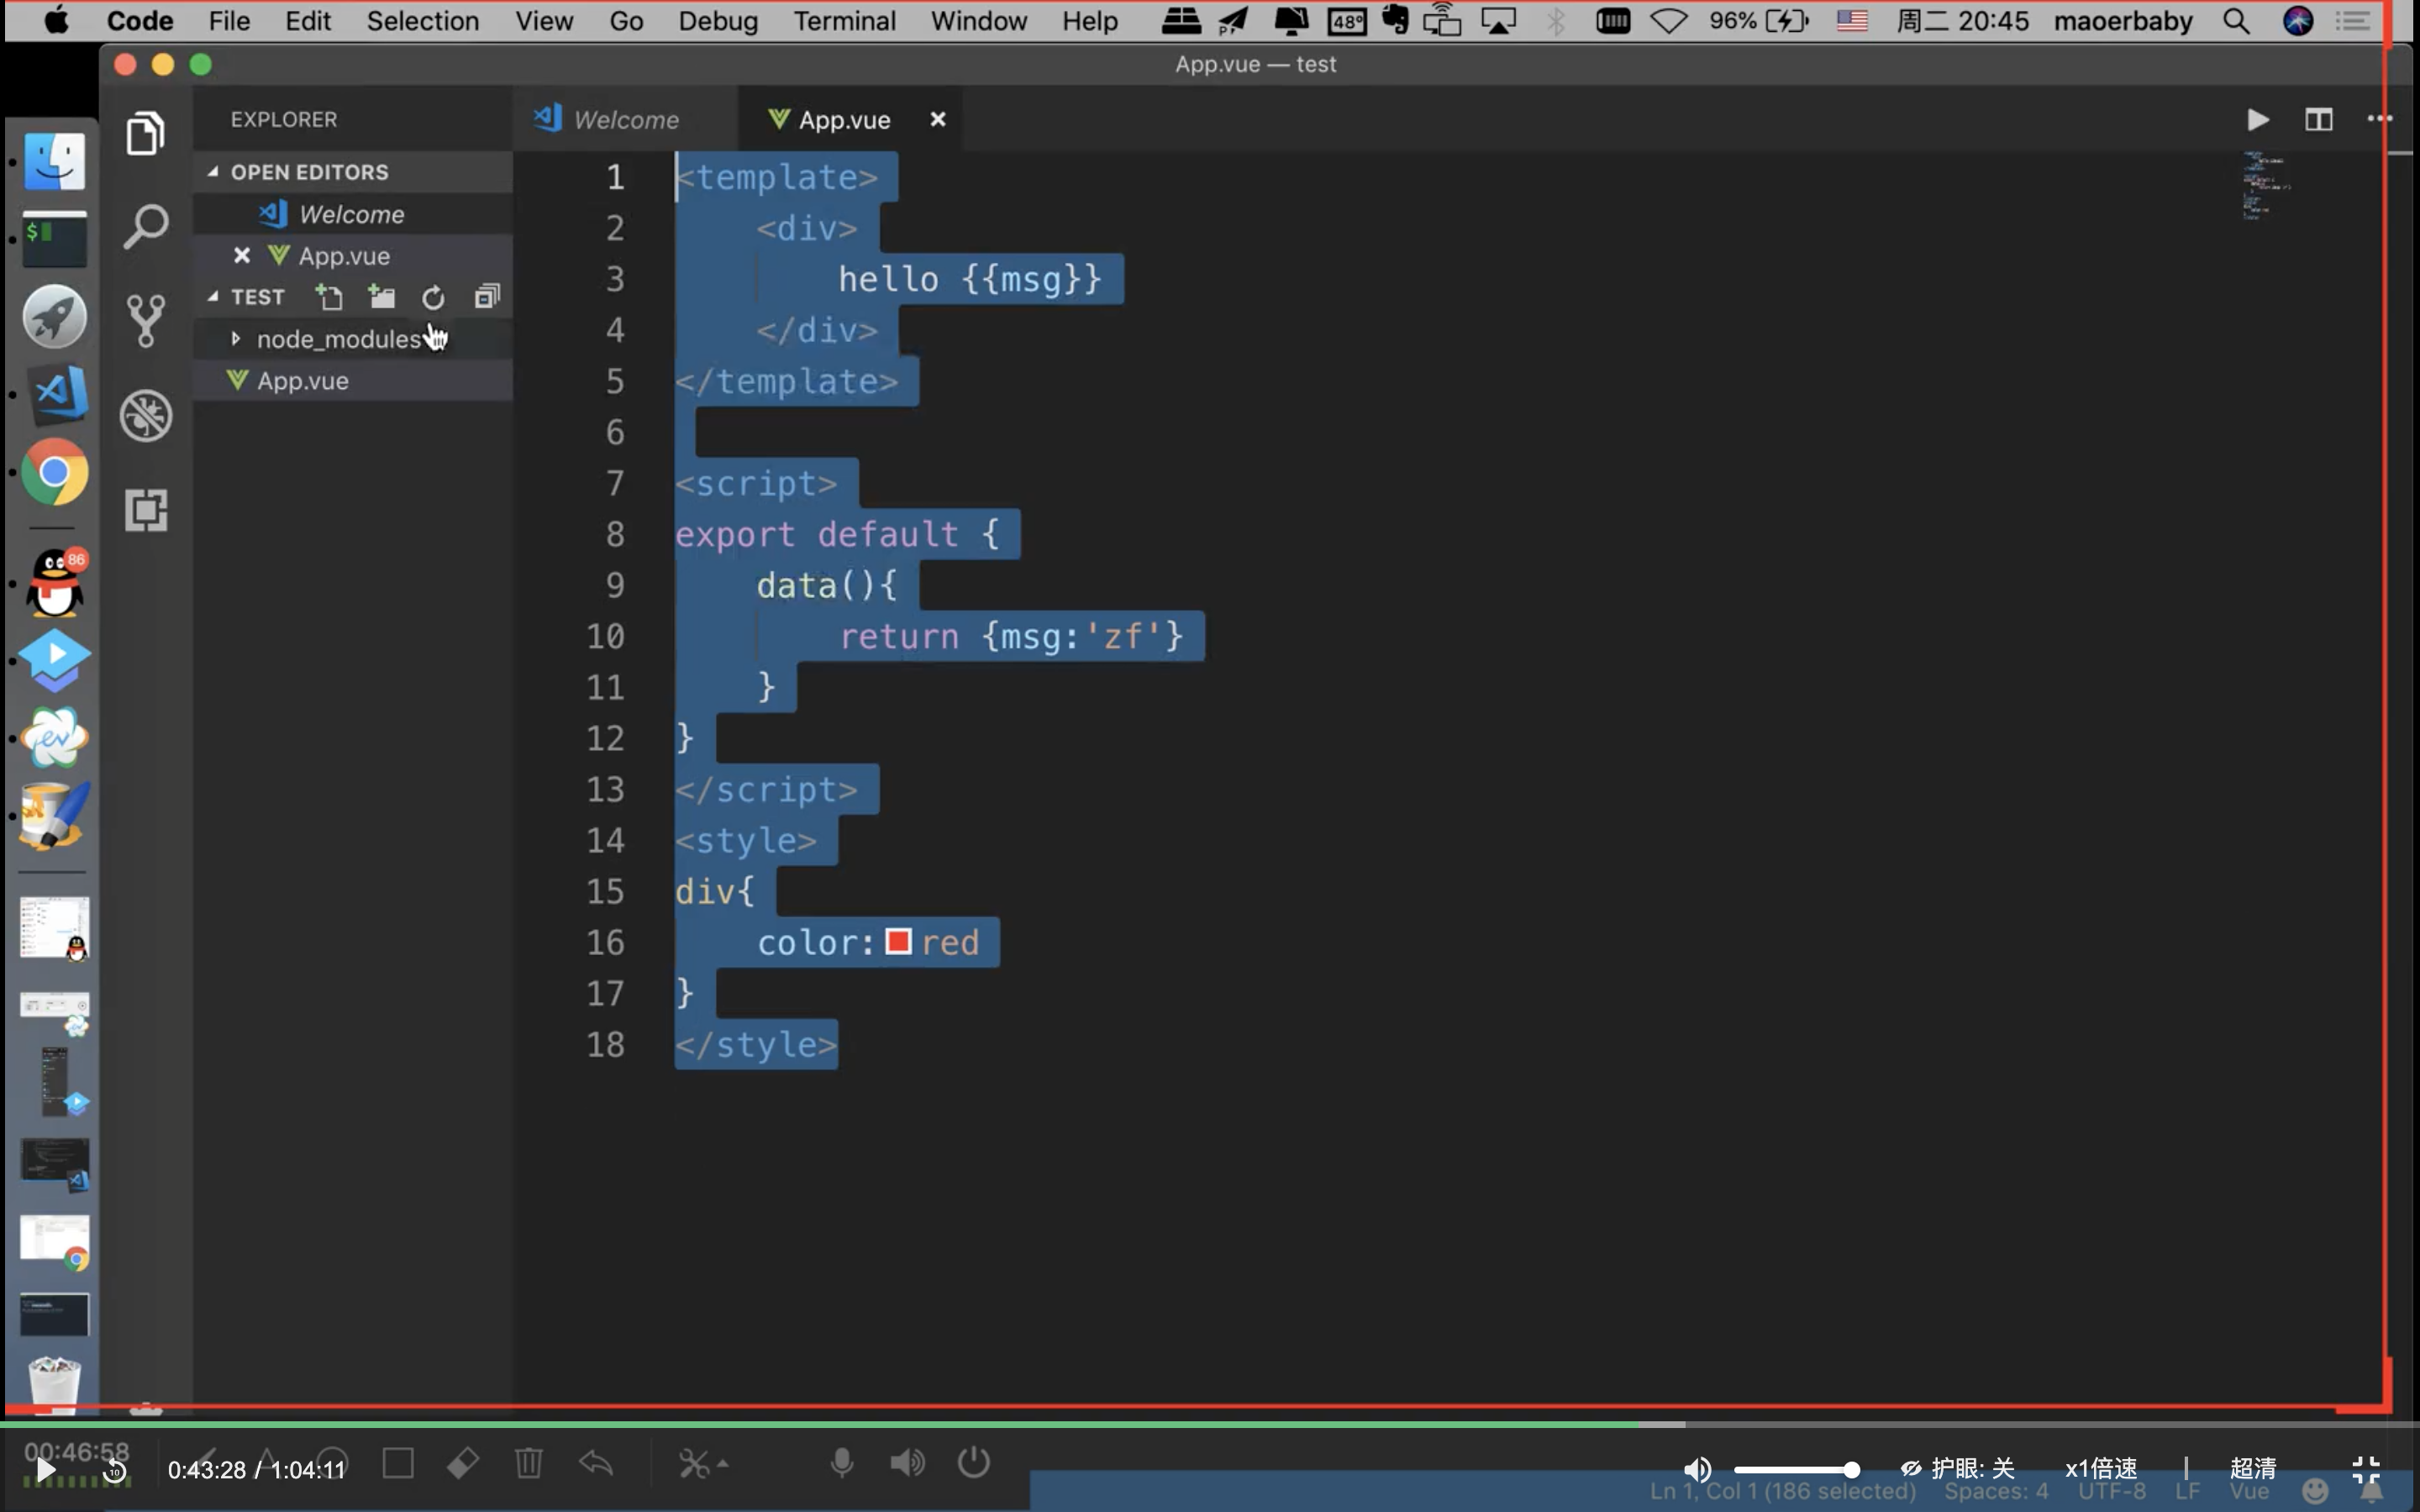 Code File Edit Selection View Go Debug Terminal Window Help 48° 96% 周二 20:45 maoerbaby
App.vue — test
EXPLORER
Welcome App.vue
OPEN EDITORS
Welcome
App.vue
TEST
node_modules
App.vue
$
86
ev
1 <template>
2 <div>
3 hello {{msg}}
4 </div>
5 </template>
6
7 <script>
8 export default {
9 data(){
10 return {msg:'zf'}
11 }
12 }
13 </script>
14 <style>
15 div{
16 color: red
17 }
18 </style>
00:46:58
10 0:43:28 / 1:04:11 护眼: 关 x1倍速 | 超清
Ln 1, Col 1 (186 selected) Spaces: 4 UTF-8 LF Vue